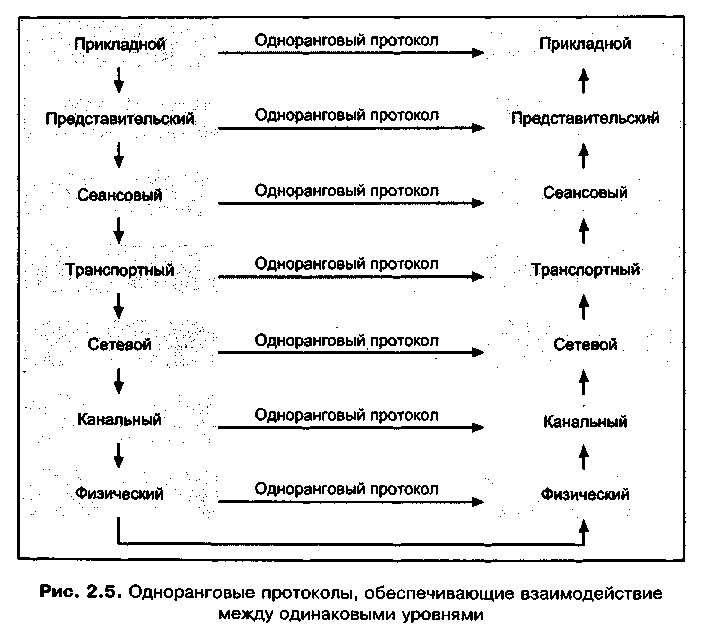 Прикладной Одноранговый протокол Прикладной
Представительский Одноранговый протокол Представительский
Сеансовый Одноранговый протокол Сеансовый
Транспортный Одноранговый протокол Транспортный
Сетевой Одноранговый протокол Сетевой
Канальный Одноранговый протокол Канальный
Физический Одноранговый протокол Физический
Рис. 2.5. Одноранговые протоколы, обеспечивающие взаимодействие
между одинаковыми уровнями